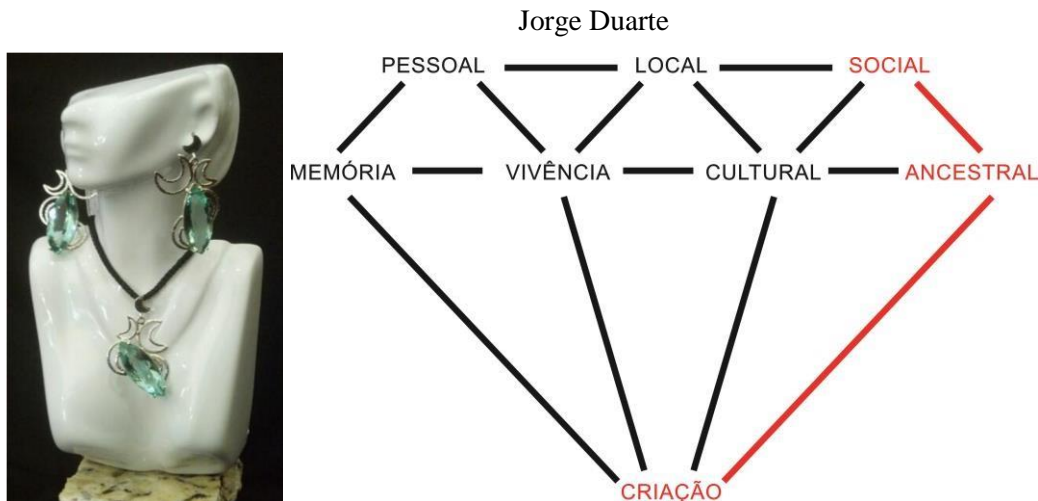 Jorge Duarte
PESSOAL LOCAL SOCIAL
MEMÓRIA VIVÊNCIA CULTURAL ANCESTRAL
CRIAÇÃO